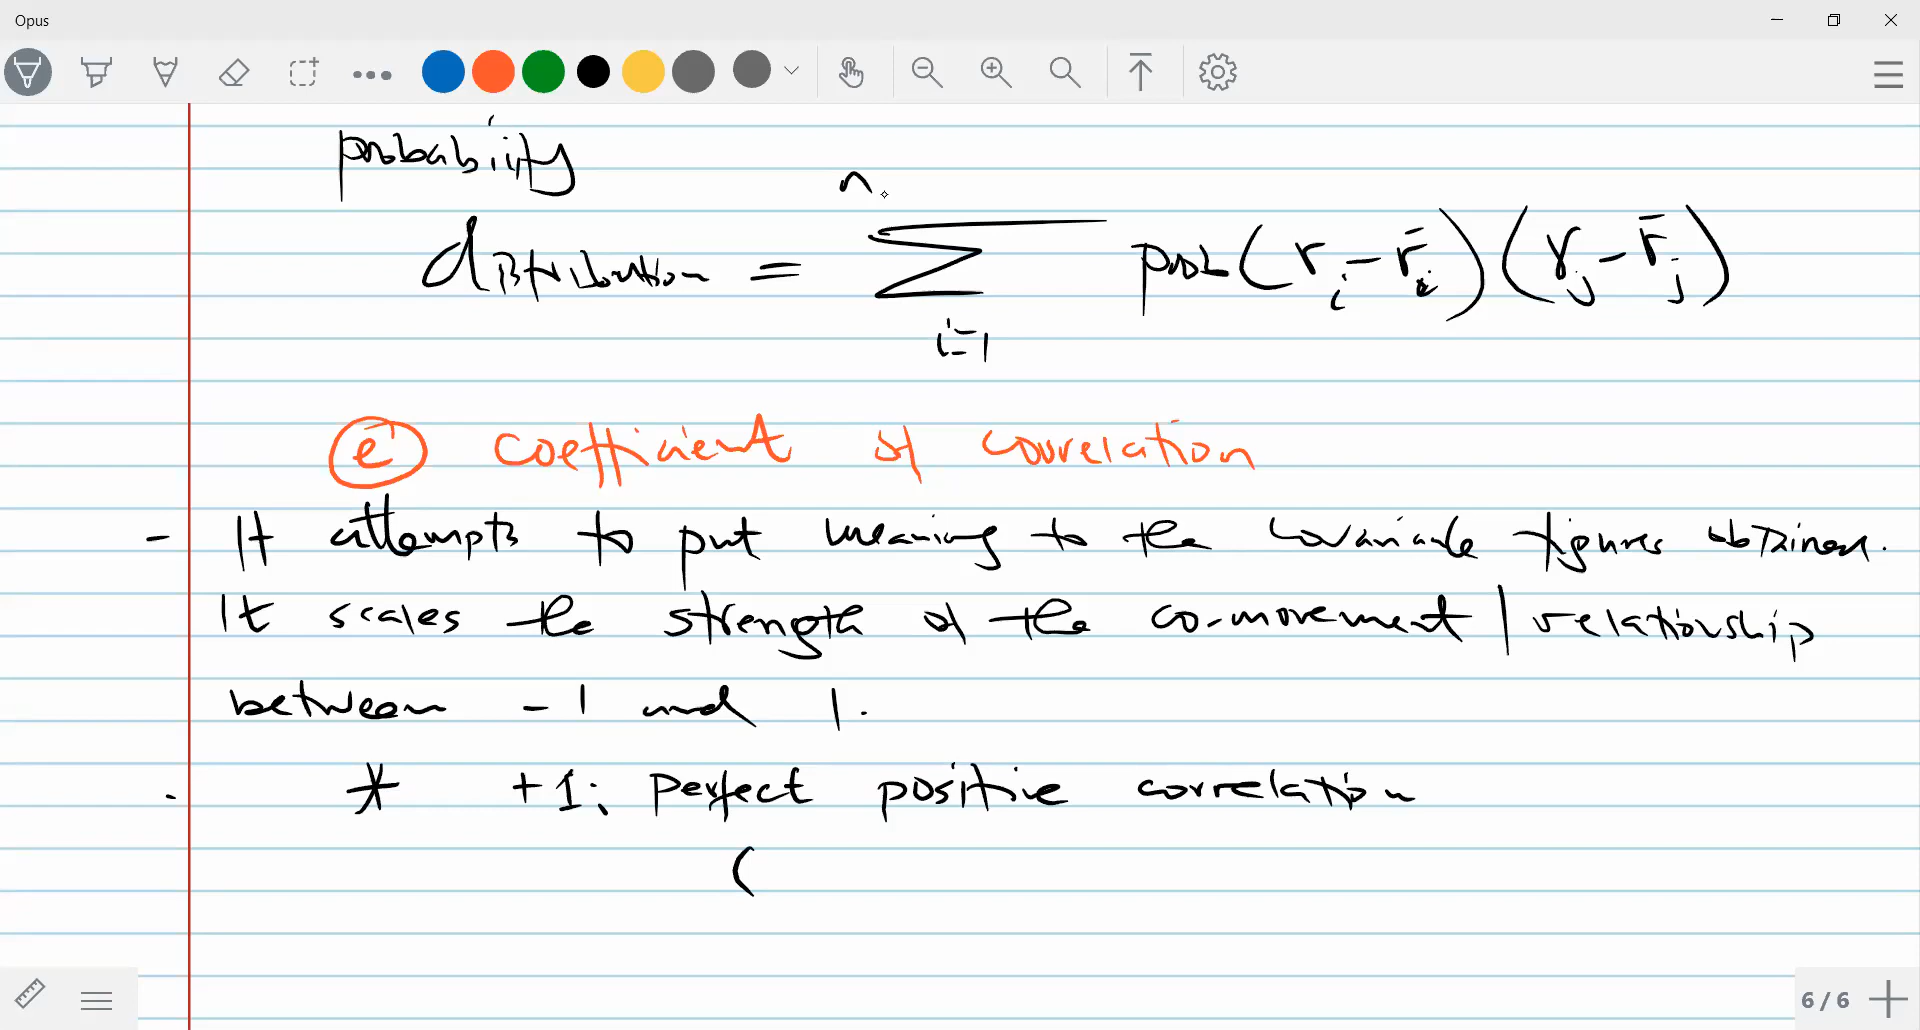 Opus
probability
n
distribution = ∑ prob(rᵢ - r̄ᵢ)(rⱼ - r̄ⱼ)
i=1
e coefficient of correlation
- It attempts to put meaning to the covariance figures obtained.
It scales the strength of the co-movement | relationship
between -1 and 1.
* +1: perfect positive correlation
(
6 / 6